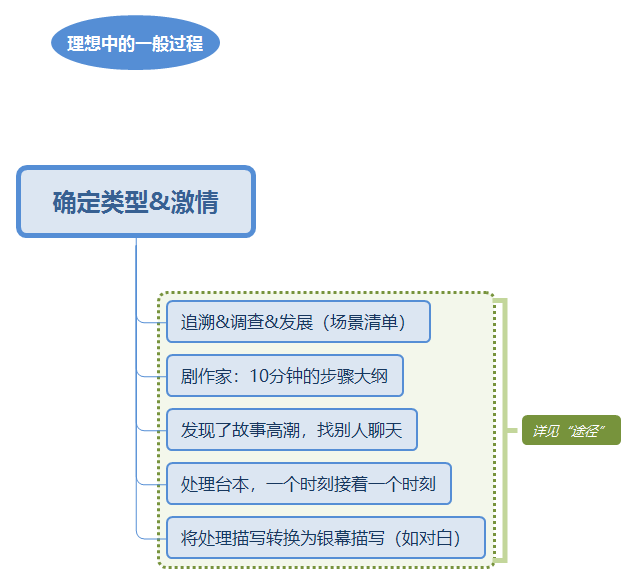 理想中的一般过程
确定类型&激情
追溯&调查&发展（场景清单）
剧作家：10分钟的步骤大纲
发现了故事高潮，找别人聊天
处理台本，一个时刻接着一个时刻
将处理描写转换为银幕描写（如对白）
详见“途径”